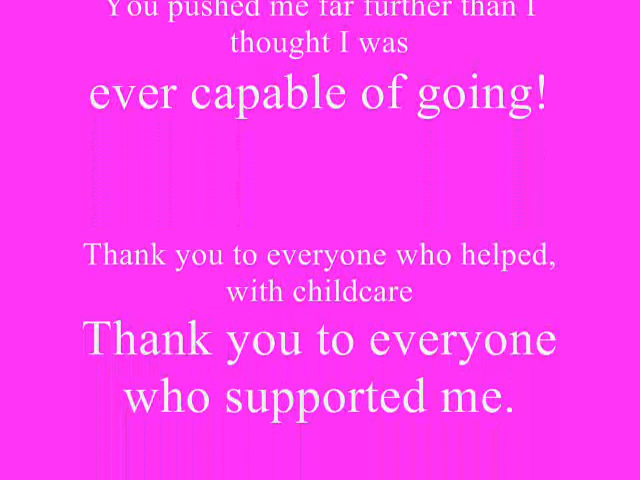 You pushed me far further than I
thought I was
ever capable of going!
Thank you to everyone who helped,
with childcare
Thank you to everyone
who supported me.